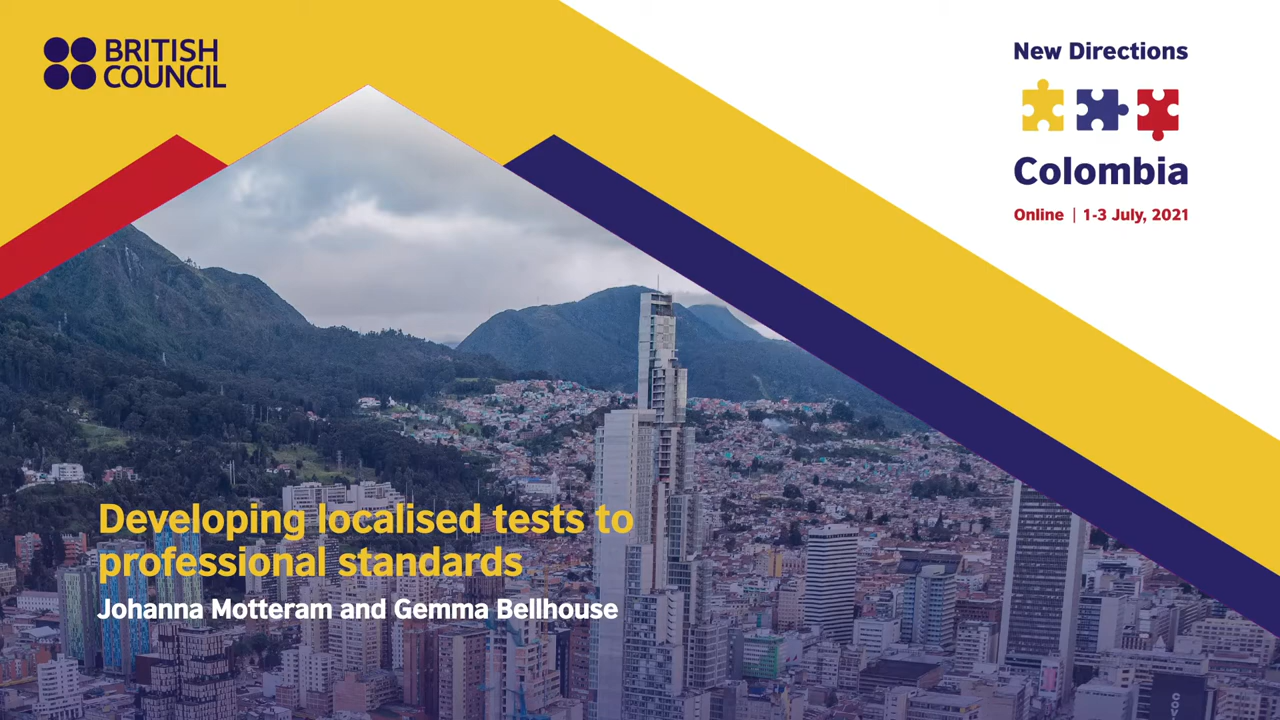 BRITISH
COUNCIL
New Directions
Colombia
Online | 1-3 July, 2021
Developing localised tests to
professional standards
Johanna Motteram and Gemma Bellhouse